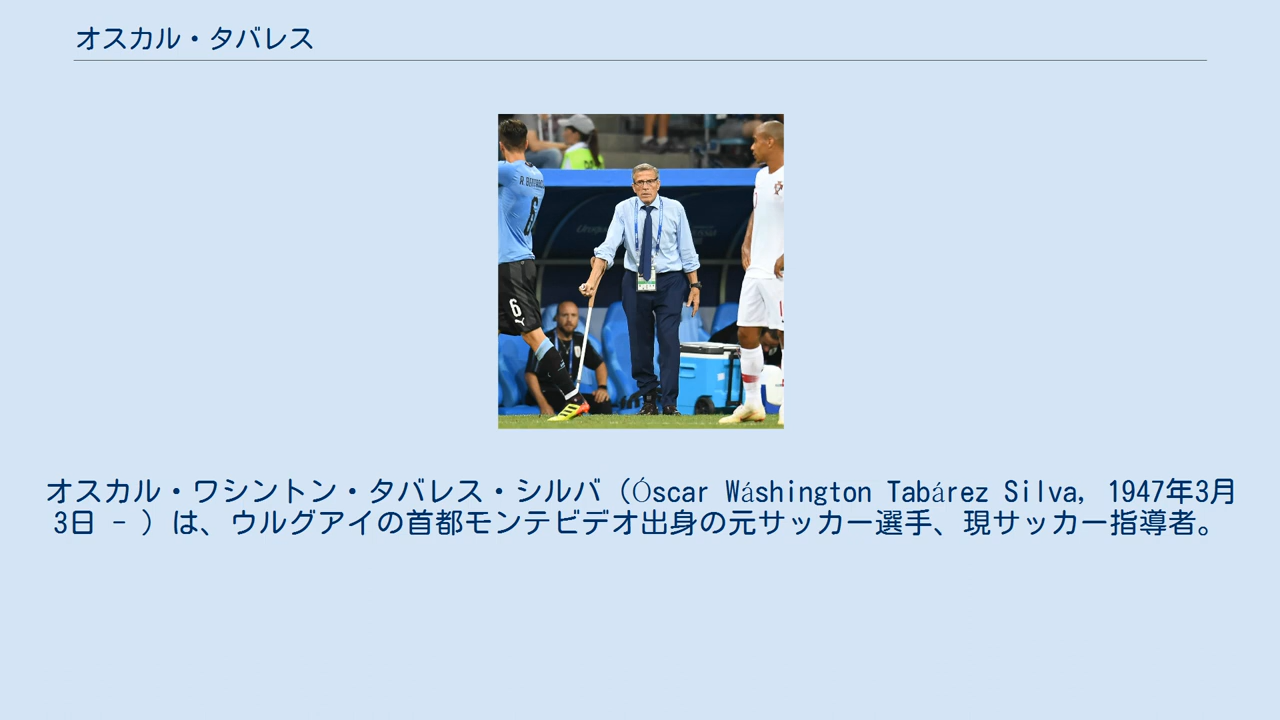 オスカル・タバレス
6
6
オスカル・ワシントン・タバレス・シルバ（Óscar Wáshington Tabárez Silva, 1947年3月
3日 - ）は、ウルグアイの首都モンテビデオ出身の元サッカー選手、現サッカー指導者。